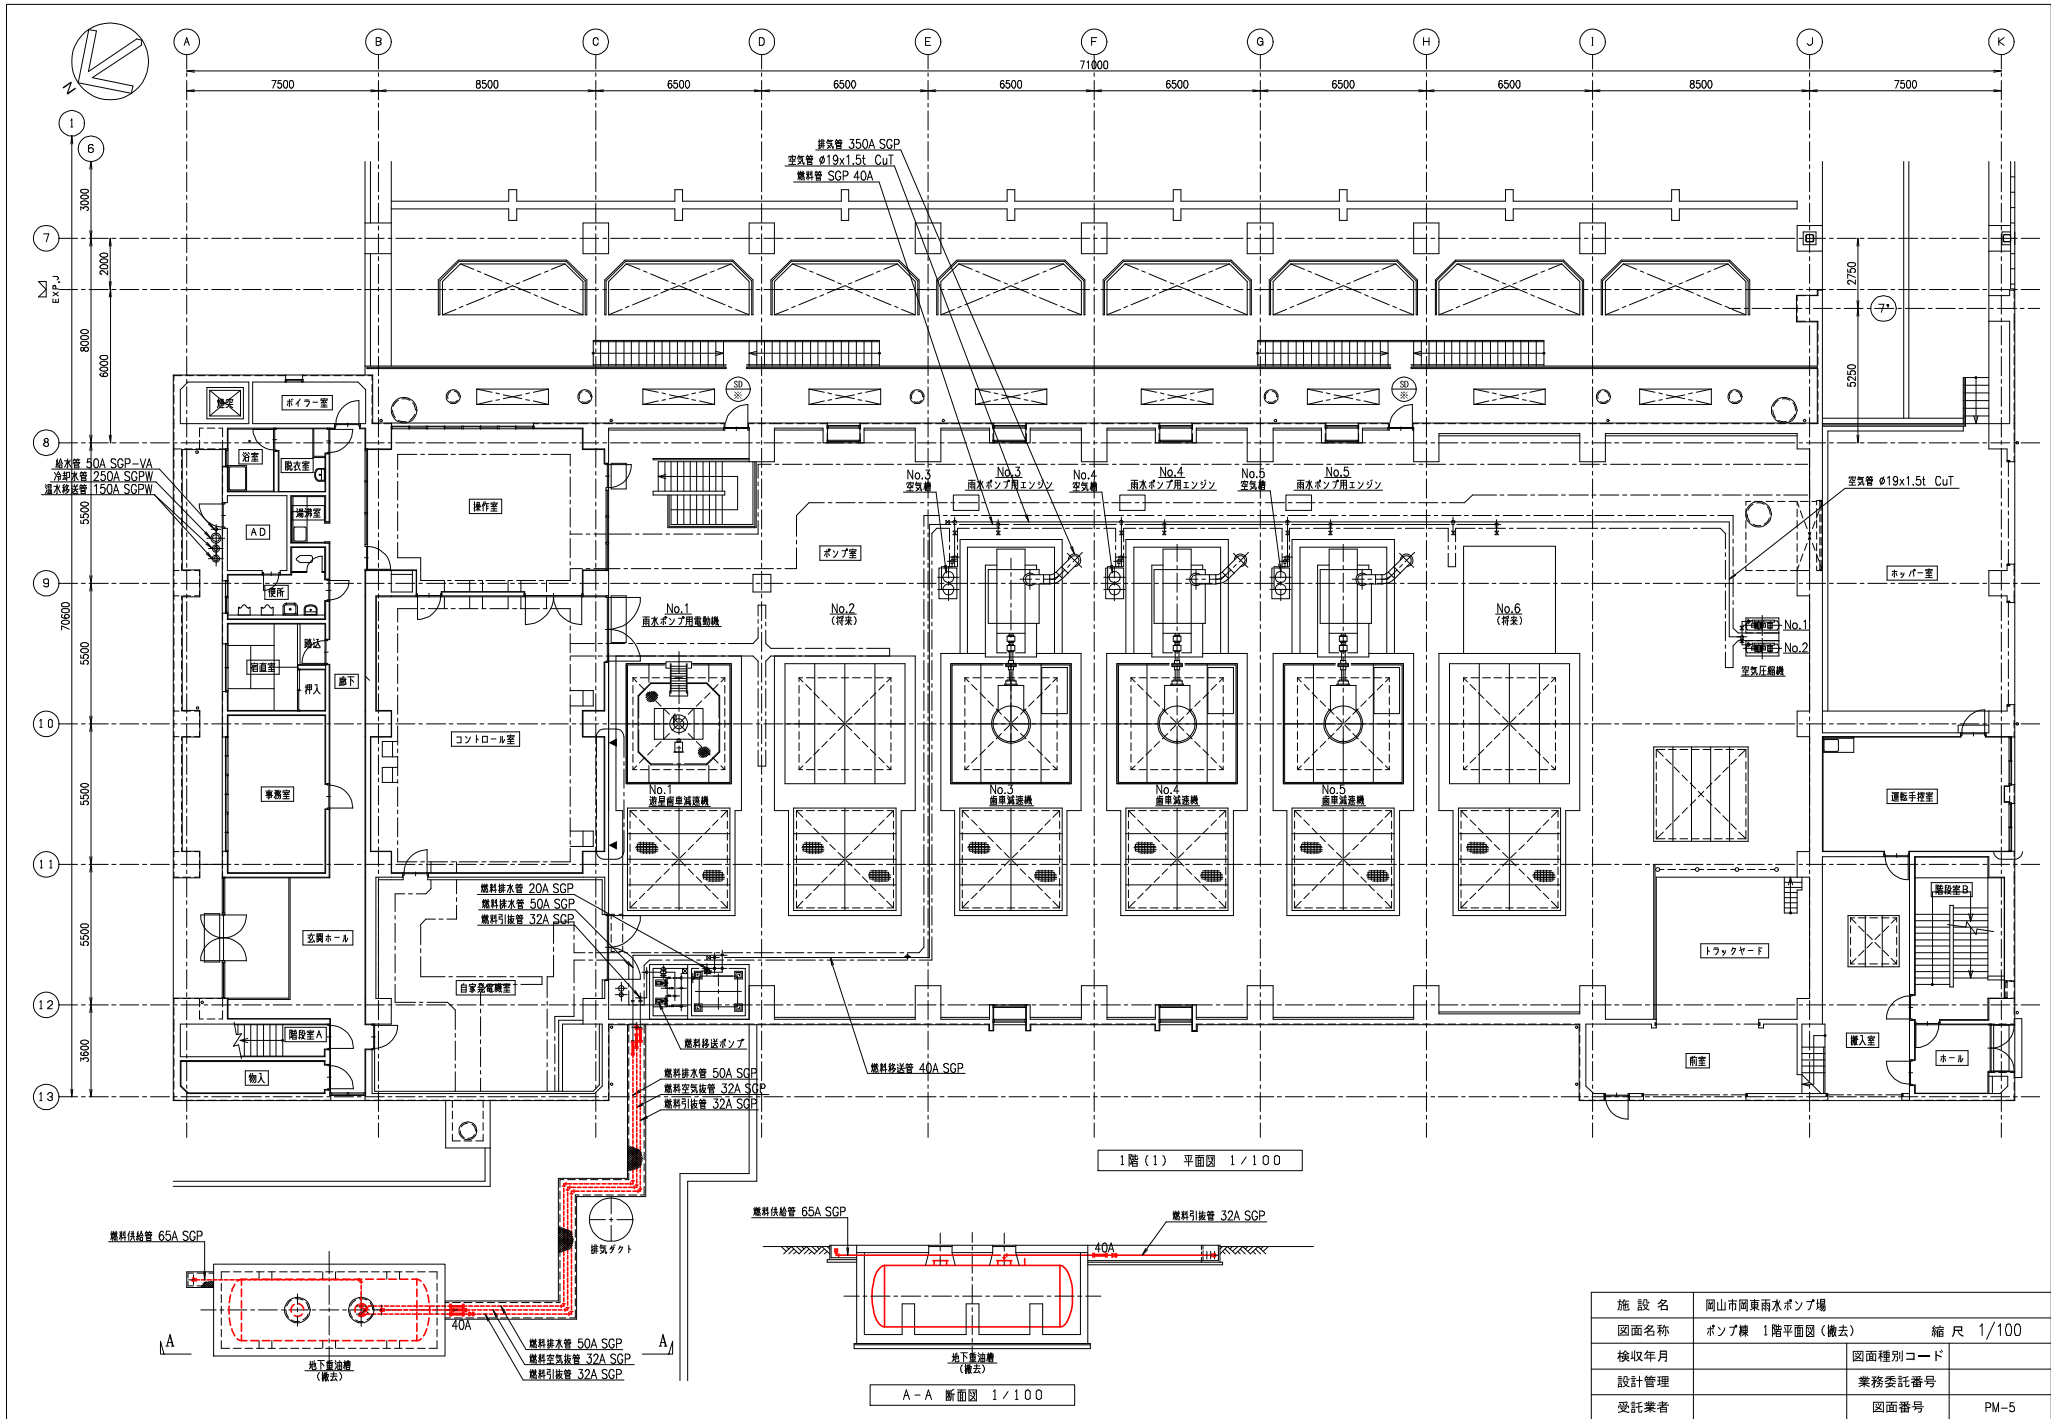 A B C D E F G H I J K
71000
7500 8500 6500 6500 6500 6500 6500 6500 8500 7500
N
1
6
3000
排気管 350A SGP
空気管 φ19x1.5t CuT
燃料管 SGP 40A
7
2000
EXP.J
8000
6000
2750
7'
5250
SD
※
SD
※
煙突
ボイラー室
8
浴室
脱衣室
給水管 50A SGP-VA
冷却水管 250A SGPW
温水移送管 150A SGPW
5500
湯沸室
AD
操作室
No.3
空気槽
No.3
雨水ポンプ用エンジン
No.4
空気槽
No.4
雨水ポンプ用エンジン
No.5
空気槽
No.5
雨水ポンプ用エンジン
空気管 φ19x1.5t CuT
ポンプ室
ホッパー室
9
便所
70600
No.1
雨水ポンプ用電動機
No.2
(将来)
No.6
(将来)
No.1
No.2
空気圧縮機
5500
踏込
宿直室
押入
廊下
10
コントロール室
5500
事務室
No.1
遊星歯車減速機
No.3
歯車減速機
No.4
歯車減速機
No.5
歯車減速機
運転手控室
11
燃料排水管 20A SGP
燃料排水管 50A SGP
燃料引抜管 32A SGP
階段室B
5500
玄関ホール
トラックヤード
自家発電機室
12
階段室A
3600
燃料移送ポンプ
燃料移送管 40A SGP
搬入室
ホール
前室
物入
13
燃料排水管 50A SGP
燃料空気抜管 32A SGP
燃料引抜管 32A SGP
1階(1) 平面図 1/100
燃料供給管 65A SGP
排気ダクト
燃料供給管 65A SGP
燃料引抜管 32A SGP
40A
40A
A
A
燃料排水管 50A SGP
燃料空気抜管 32A SGP
燃料引抜管 32A SGP
地下重油槽
(撤去)
地下重油槽
(撤去)
A-A 断面図 1/100
施設名 岡山市岡東雨水ポンプ場
図面名称 ポンプ棟 1階平面図(撤去) 縮尺 1/100
検収年月 図面種別コード
設計管理 業務委託番号
受託業者 図面番号 PM-5